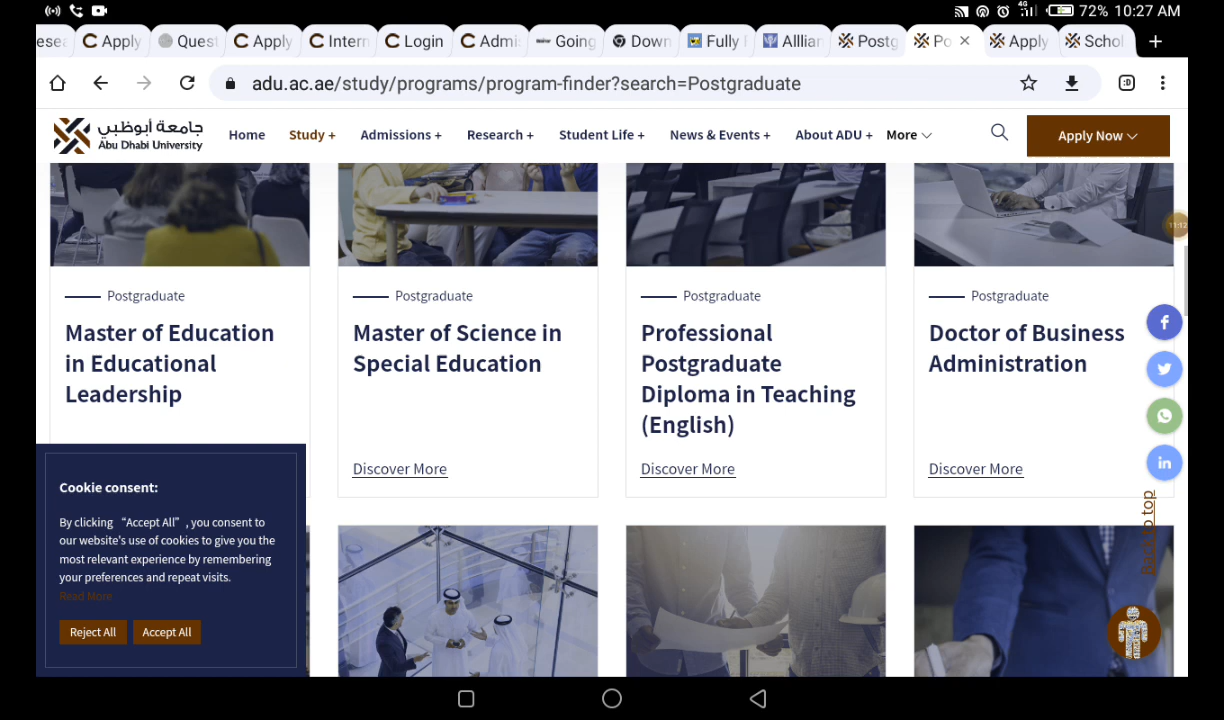 72% 10:27 AM
Apply
Quest
Apply
Intern
Login
Admi
Going
Down
Fully
Alllian
Postg
Po
Apply
Schol
adu.ac.ae/study/programs/program-finder?search=Postgraduate
جامعة أبوظبي
Abu Dhabi University
Home Study + Admissions + Research + Student Life + News & Events + About ADU + More Apply Now
Postgraduate
Master of Education
in Educational
Leadership
Postgraduate
Master of Science in
Special Education
Discover More
Postgraduate
Professional
Postgraduate
Diploma in Teaching
(English)
Discover More
Postgraduate
Doctor of Business
Administration
Discover More
11:12
Back to top
Cookie consent:
By clicking “Accept All”, you consent to
our website's use of cookies to give you the
most relevant experience by remembering
your preferences and repeat visits.
Read More
Reject All Accept All